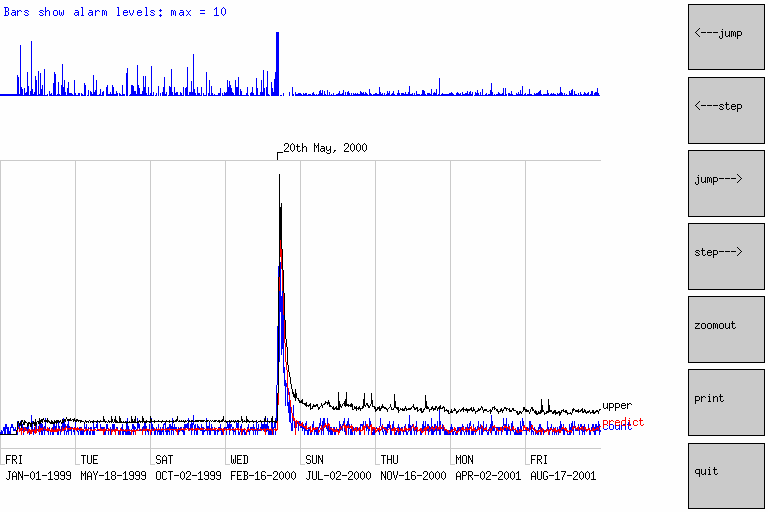 Bars show alarm levels: max = 10
<---jump
<---step
20th May, 2000
jump--->
step--->
zoomout
print
upper
predict
count
FRI TUE SAT WED SUN THU MON FRI
JAN-01-1999 MAY-18-1999 OCT-02-1999 FEB-16-2000 JUL-02-2000 NOV-16-2000 APR-02-2001 AUG-17-2001
quit